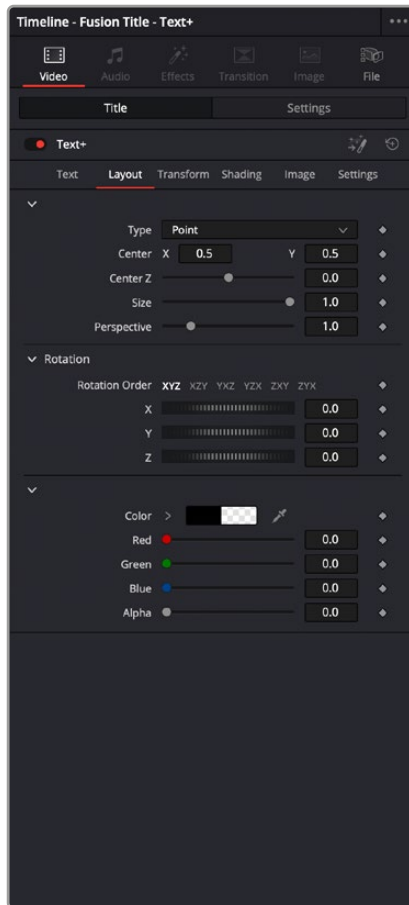 Timeline - Fusion Title - Text+
Video Audio Effects Transition Image File
Title Settings
Text+
Text Layout Transform Shading Image Settings
Type Point
Center X 0.5 Y 0.5
Center Z 0.0
Size 1.0
Perspective 1.0
Rotation
Rotation Order XYZ XZY YXZ YZX ZXY ZYX
X 0.0
Y 0.0
Z 0.0
Color
Red 0.0
Green 0.0
Blue 0.0
Alpha 0.0